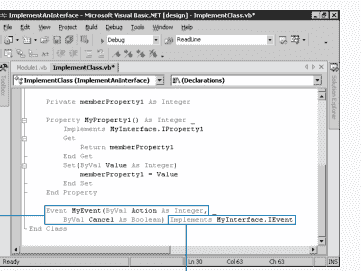 ImplementAnInterface - Microsoft Visual Basic.NET [design] - ImplementClass.vb*
File Edit View Project Build Debug Tools Window Help
Debug ReadLine
Module1.vb ImplementClass.vb*
ImplementClass (ImplementAnInterface) (Declarations)
Private memberProperty1 As Integer
Property MyProperty1() As Integer _
Implements MyInterface.IProperty1
Get
Return memberProperty1
End Get
Set(ByVal Value As Integer)
memberProperty1 = Value
End Set
End Property
Event MyEvent(ByVal Action As Integer, _
ByVal Cancel As Boolean) Implements MyInterface.IEvent
End Class
Solution Explorer
Toolbox
Ready Ln 30 Col 63 Ch 63 INS